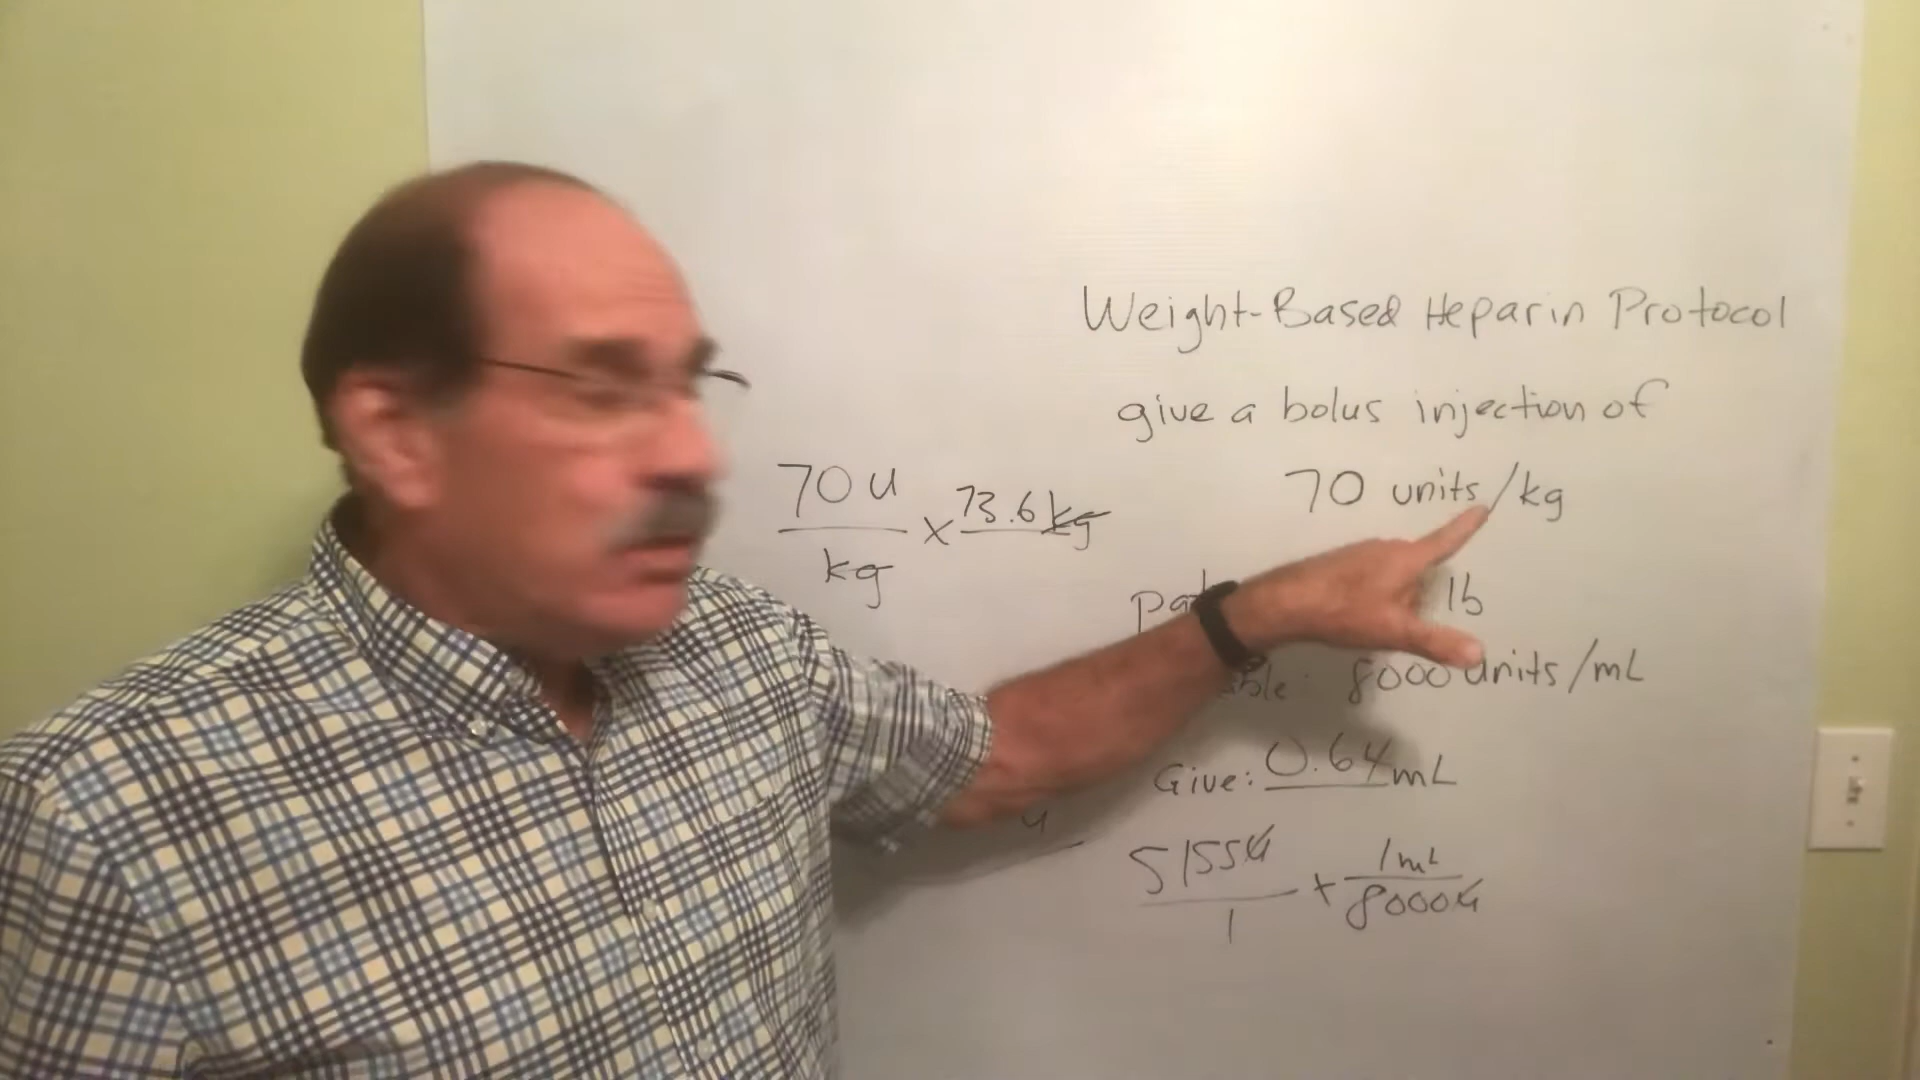 Weight-Based Heparin Protocol
give a bolus injection of
70 units/kg
lb
8000 units/mL
Give: 0.64 mL
70 u
kg
x 73.6 kg
u
5155u
1
x 1mL
8000u